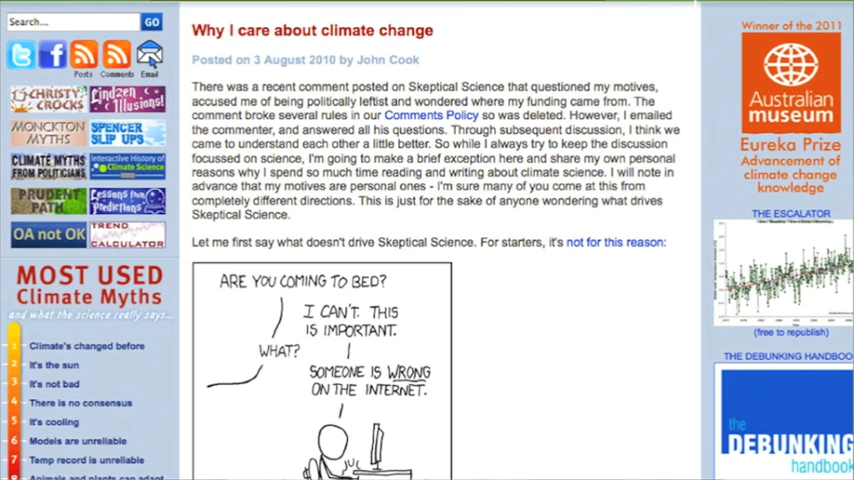 Search...
GO
Posts
Comments
Email
CHRISTY
CROCKS
Lindzen
Illusions!
MONCKTON
MYTHS
SPENCER
SLIP UPS
CLIMATE MYTHS
FROM POLITICIANS
Interactive History of
Climate Science
PRUDENT
PATH
Lessons from
Predictions
OA not OK
TREND
CALCULATOR
MOST USED
Climate Myths
and what the science really says...
1 Climate's changed before
2 It's the sun
3 It's not bad
4 There is no consensus
5 It's cooling
6 Models are unreliable
7 Temp record is unreliable
8 Animals and plants can adapt
Why I care about climate change
Posted on 3 August 2010 by John Cook
There was a recent comment posted on Skeptical Science that questioned my motives,
accused me of being politically leftist and wondered where my funding came from. The
comment broke several rules in our Comments Policy so was deleted. However, I emailed
the commenter, and answered all his questions. Through subsequent discussion, I think we
came to understand each other a little better. So while I always try to keep the discussion
focussed on science, I'm going to make a brief exception here and share my own personal
reasons why I spend so much time reading and writing about climate science. I will note in
advance that my motives are personal ones - I'm sure many of you come at this from
completely different directions. This is just for the sake of anyone wondering what drives
Skeptical Science.
Let me first say what doesn't drive Skeptical Science. For starters, it's not for this reason:
ARE YOU COMING TO BED?
I CAN'T. THIS
IS IMPORTANT.
WHAT?
SOMEONE IS WRONG
ON THE INTERNET.
Winner of the 2011
Australian
museum
Eureka Prize
Advancement of
climate change
knowledge
THE ESCALATOR
(free to republish)
THE DEBUNKING HANDBOOK
the
DEBUNKING
handbook